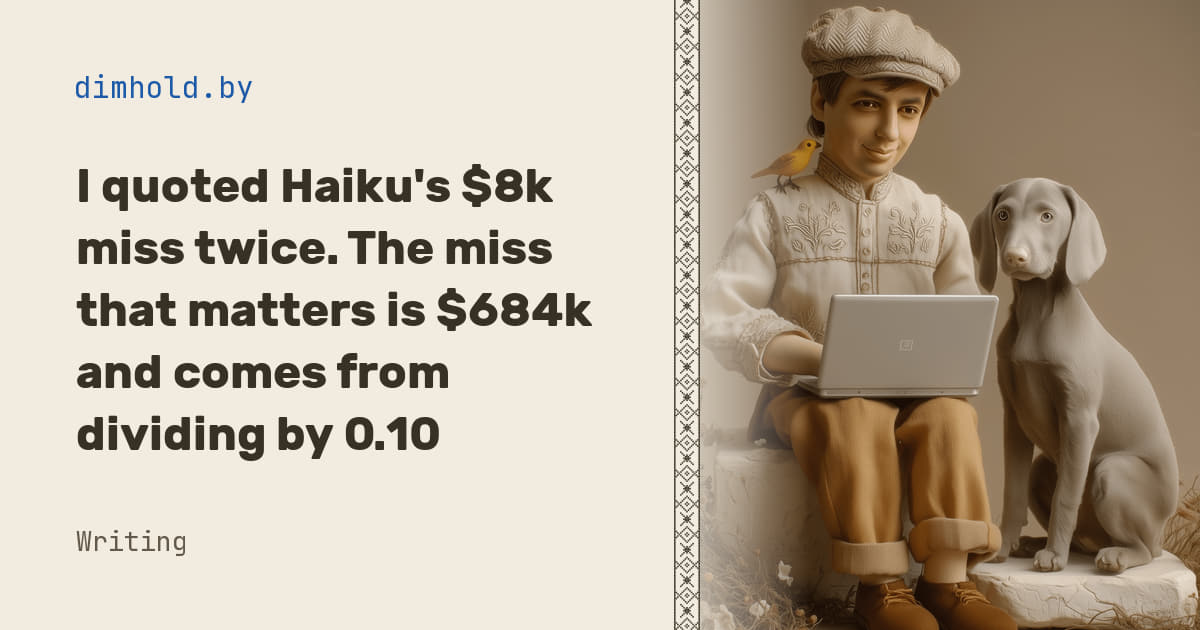 dimhold.by
I quoted Haiku's $8k
miss twice. The miss
that matters is $684k
and comes from
dividing by 0.10
Writing